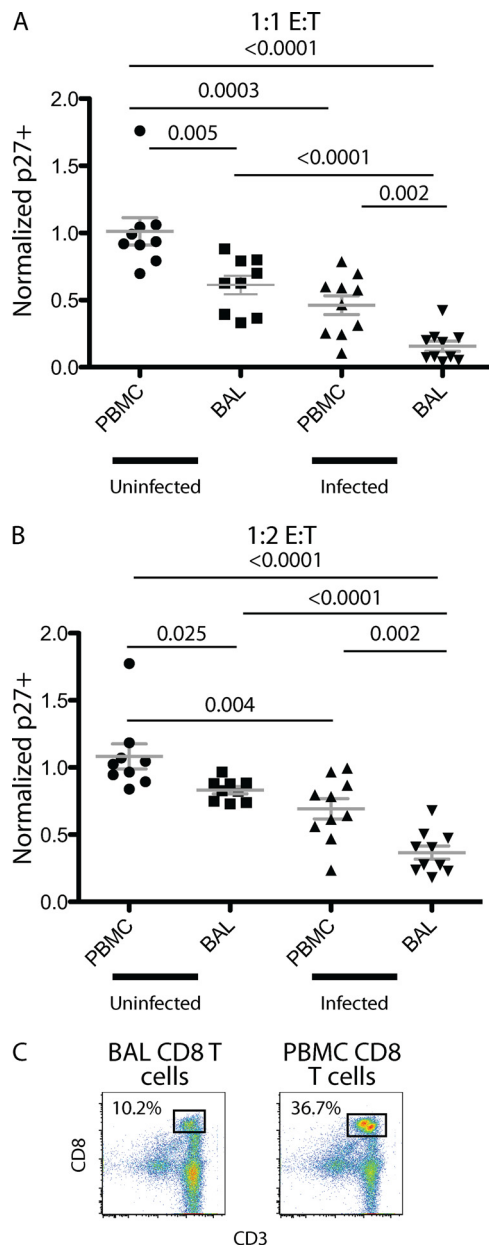 A
1:1 E:T
<0.0001
0.0003
0.005
<0.0001
0.002
Normalized p27+
2.0
1.5
1.0
0.5
0.0
PBMC
BAL
PBMC
BAL
Uninfected
Infected
B
1:2 E:T
<0.0001
<0.0001
0.025
0.002
0.004
Normalized p27+
2.0
1.5
1.0
0.5
0.0
PBMC
BAL
PBMC
BAL
Uninfected
Infected
C
BAL CD8 T
cells
PBMC CD8
T cells
10.2%
36.7%
CD8
CD3